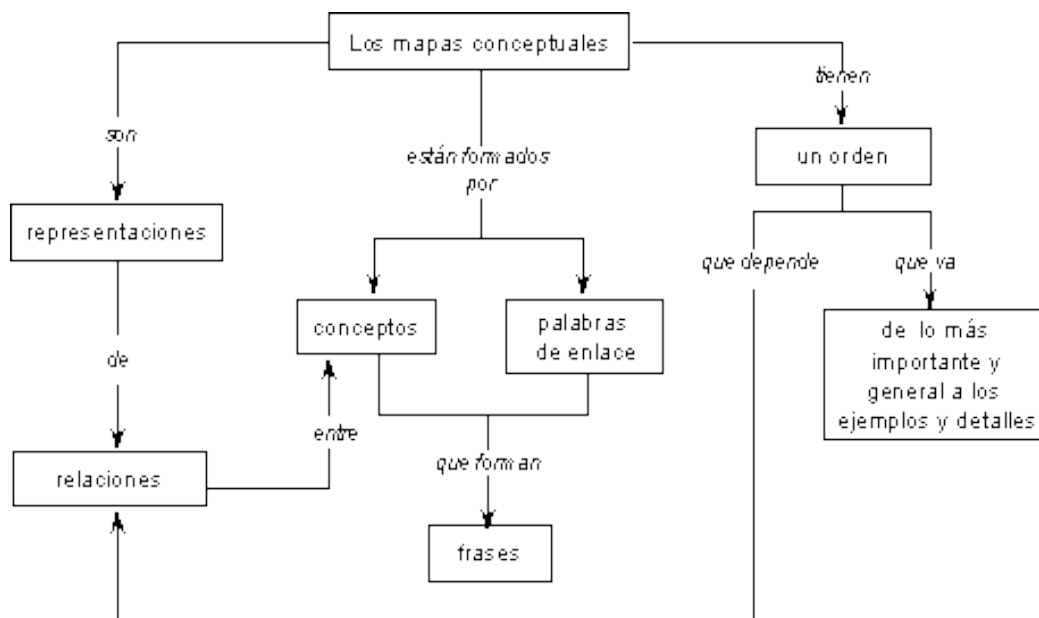 Los mapas conceptuales
tienen
son
un orden
están formados
por
representaciones
que depende
que va
conceptos
palabras
de enlace
de lo más
importante y
general a los
ejemplos y detalles
de
entre
que forman
relaciones
frases